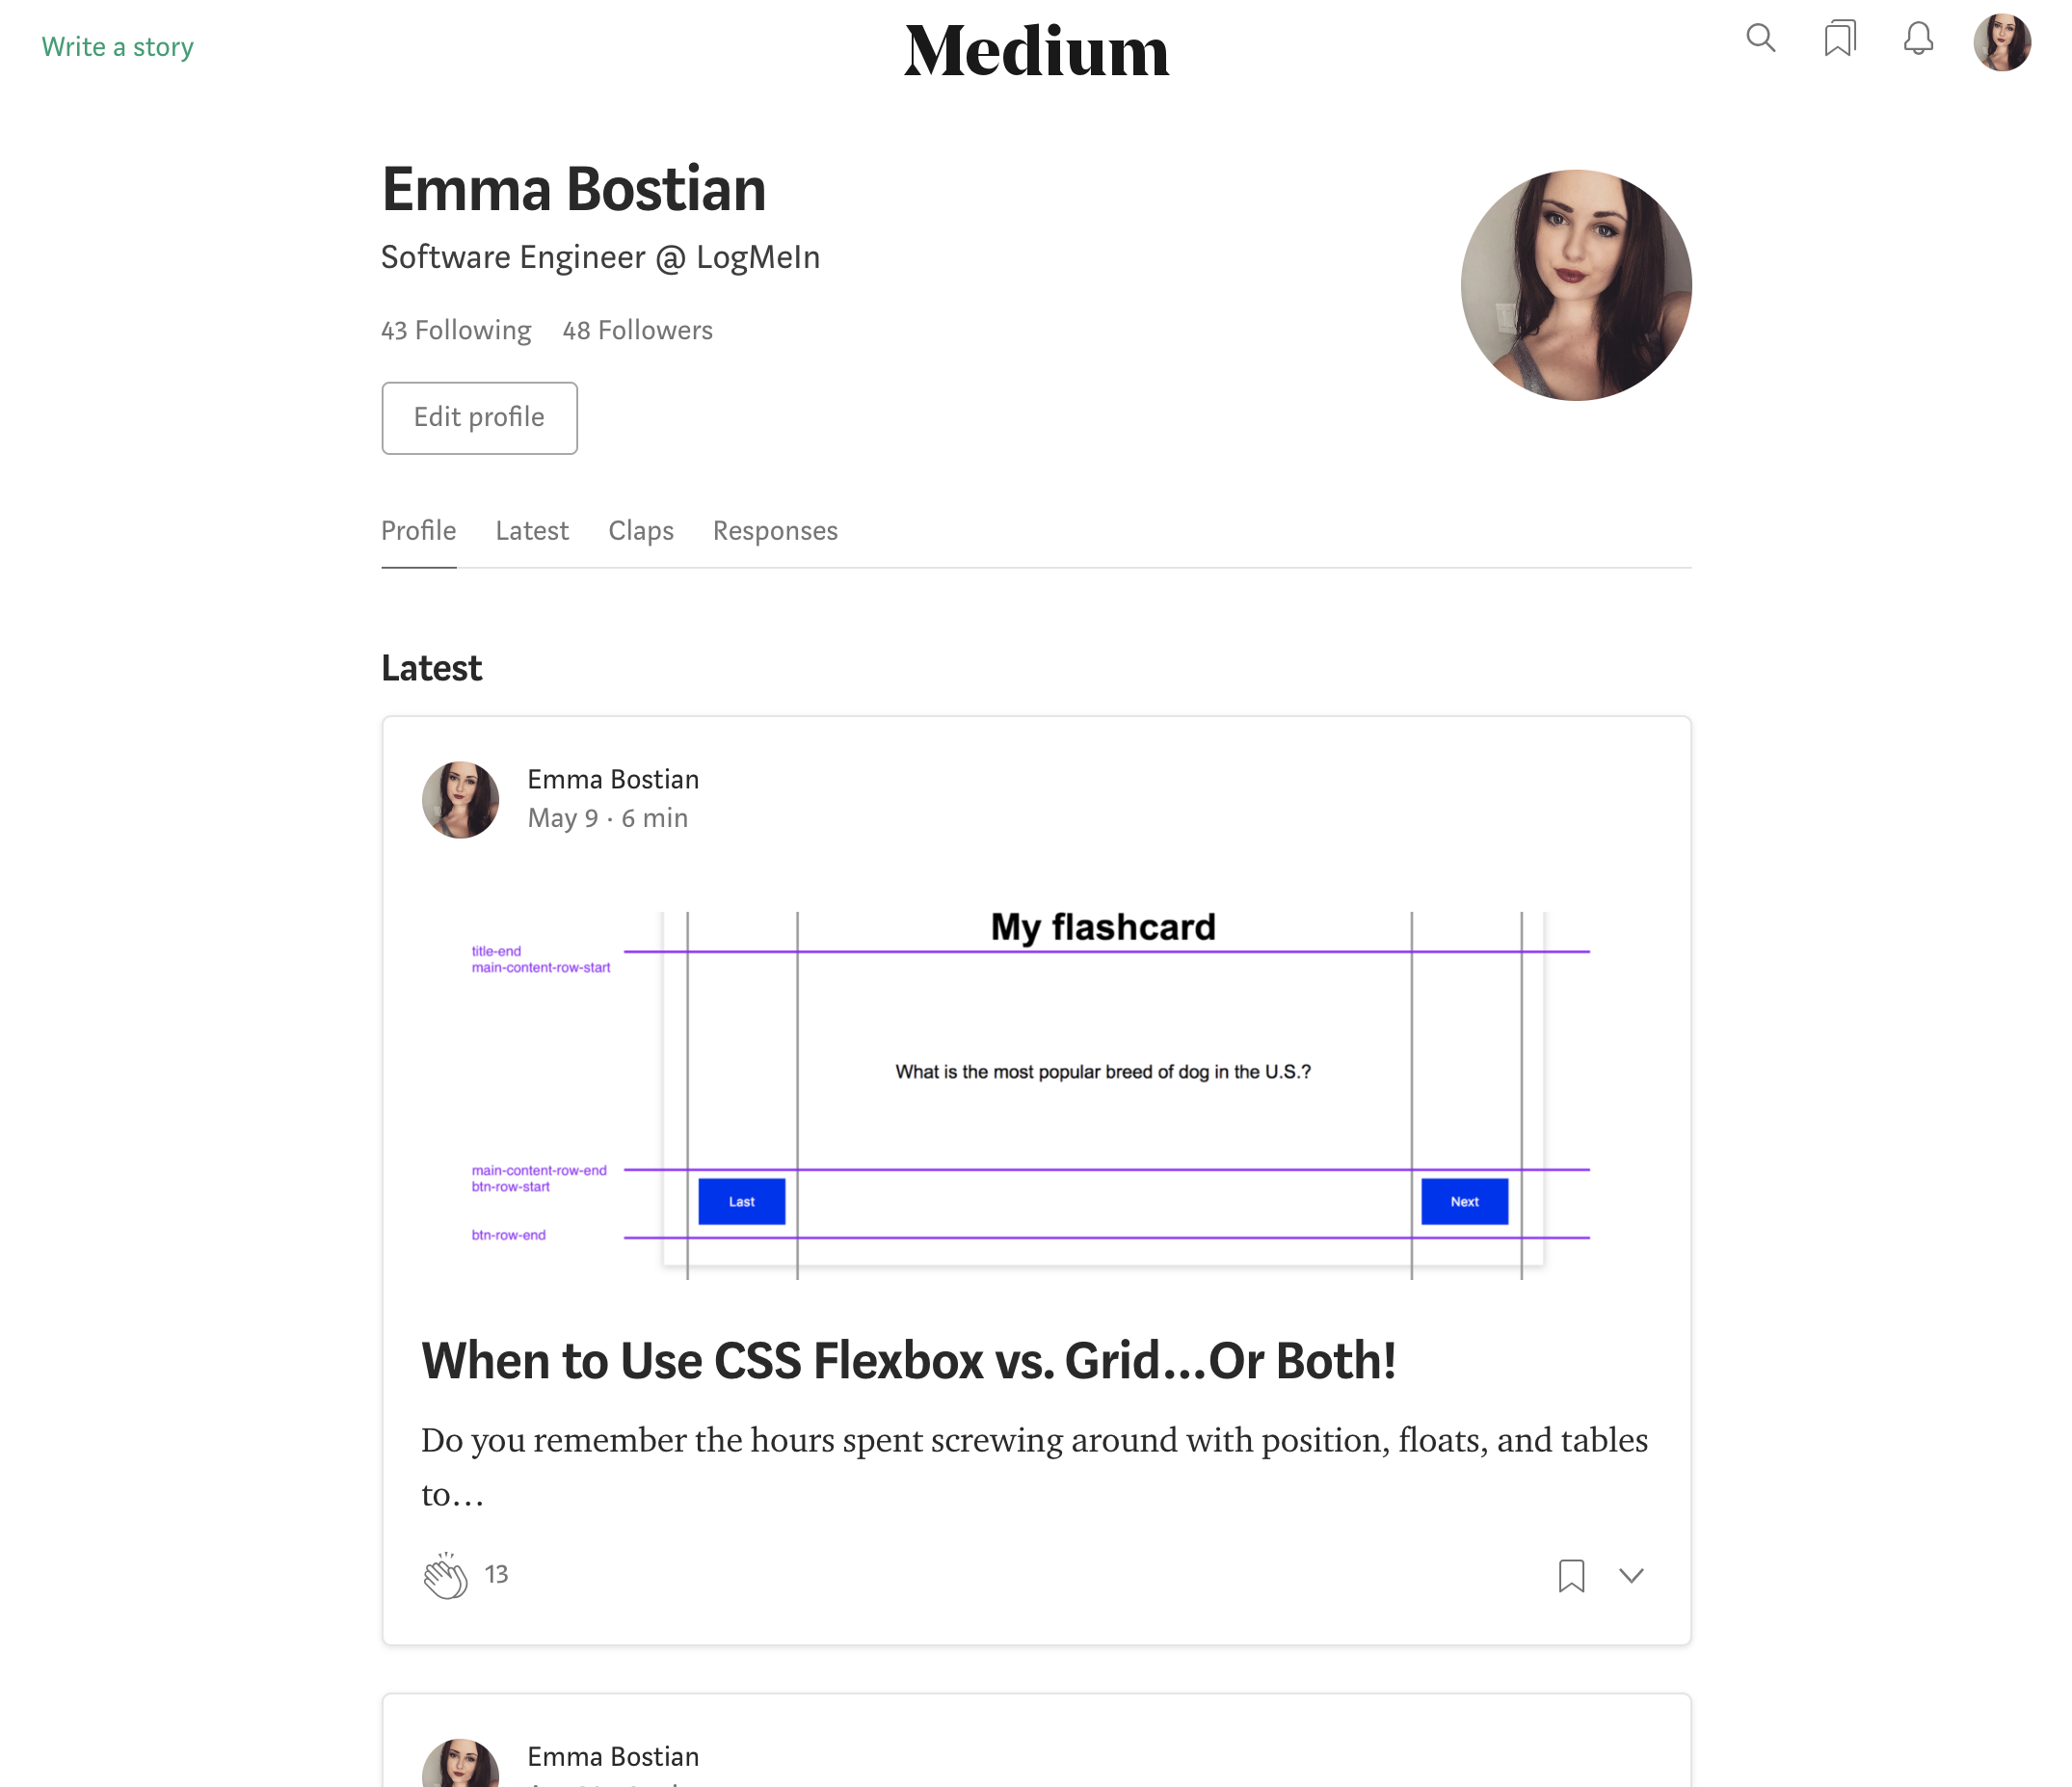 Write a story
Medium
Emma Bostian
Software Engineer @ LogMeIn
43 Following 48 Followers
Edit profile
Profile Latest Claps Responses
Latest
Emma Bostian
May 9 · 6 min
My flashcard
title-end
main-content-row-start
What is the most popular breed of dog in the U.S.?
main-content-row-end
btn-row-start
Last
Next
btn-row-end
When to Use CSS Flexbox vs. Grid…Or Both!
Do you remember the hours spent screwing around with position, floats, and tables
to…
13
Emma Bostian